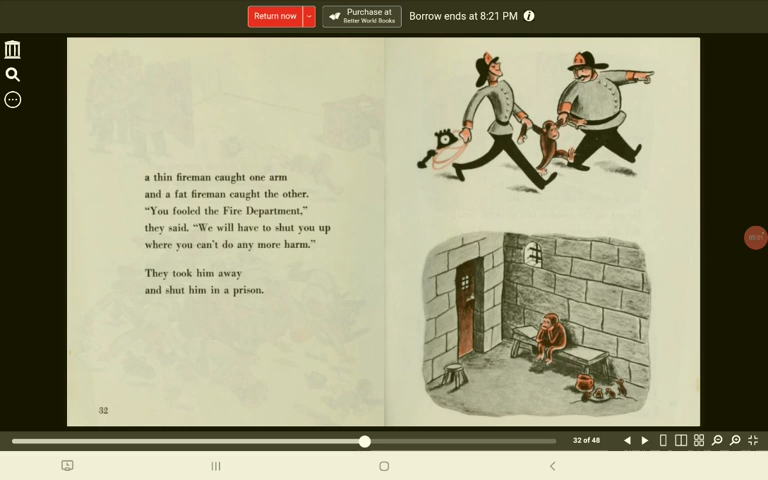 Return now
Purchase at
Better World Books
Borrow ends at 8:21 PM
a thin fireman caught one arm
and a fat fireman caught the other.
“You fooled the Fire Department,”
they said. “We will have to shut you up
where you can’t do any more harm.”
They took him away
and shut him in a prison.
32
32 of 48